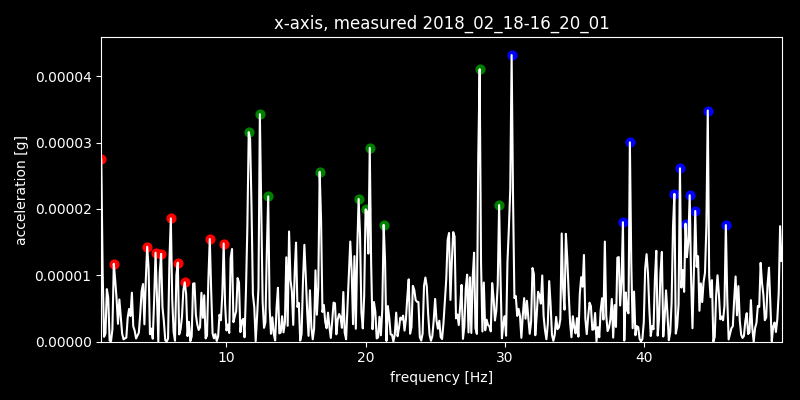 x-axis, measured 2018_02_18-16_20_01
0.00004
0.00003
0.00002
0.00001
0.00000
acceleration [g]
10 20 30 40
frequency [Hz]